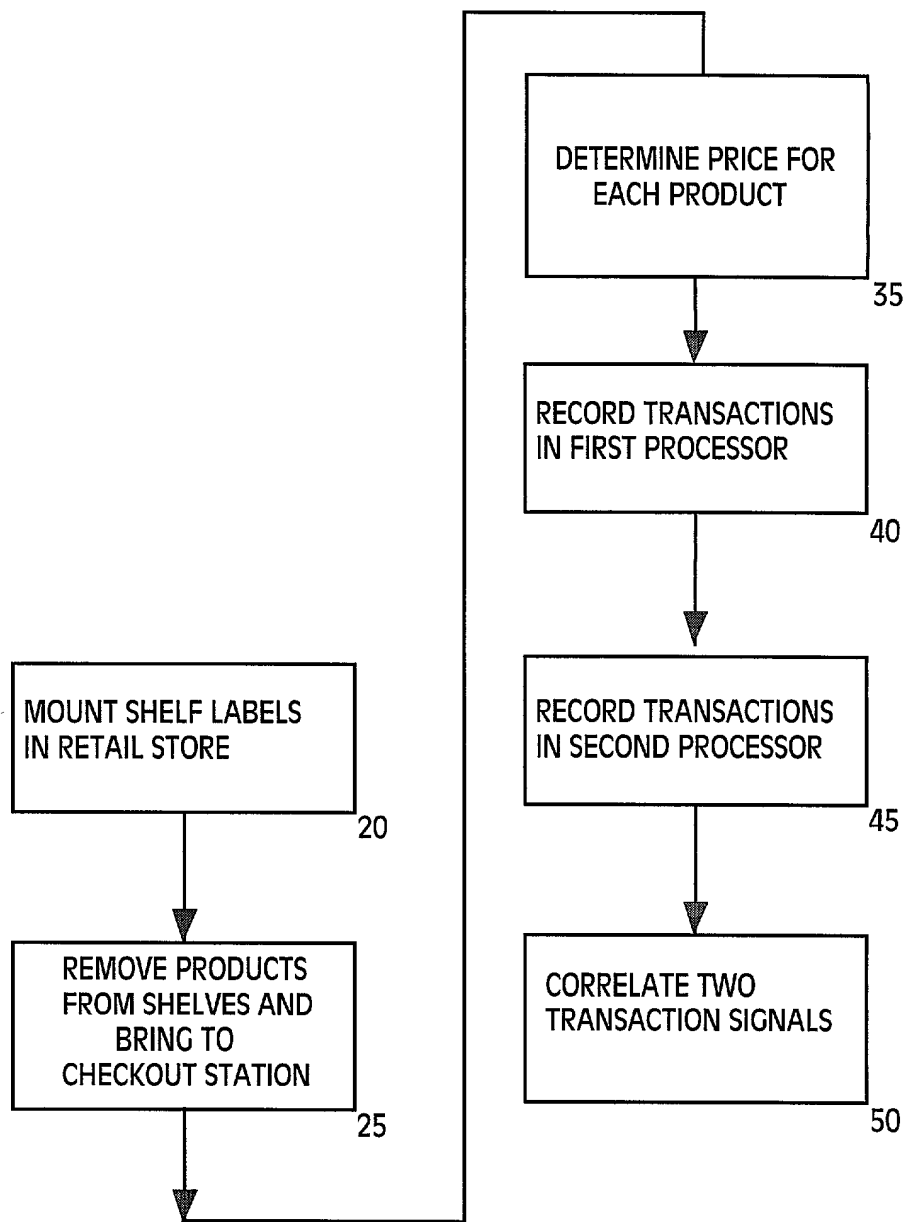 MOUNT SHELF LABELS
IN RETAIL STORE
20
REMOVE PRODUCTS
FROM SHELVES AND
BRING TO
CHECKOUT STATION
25
DETERMINE PRICE FOR
EACH PRODUCT
35
RECORD TRANSACTIONS
IN FIRST PROCESSOR
40
RECORD TRANSACTIONS
IN SECOND PROCESSOR
45
CORRELATE TWO
TRANSACTION SIGNALS
50